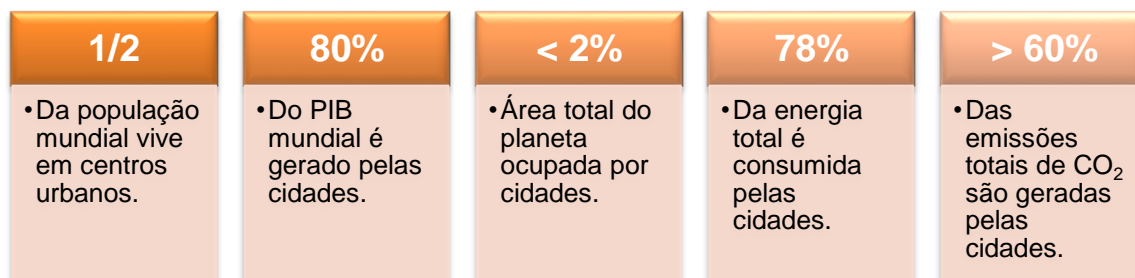 1/2
•Da população
mundial vive
em centros
urbanos.
80%
•Do PIB
mundial é
gerado pelas
cidades.
< 2%
•Área total do
planeta
ocupada por
cidades.
78%
•Da energia
total é
consumida
pelas
cidades.
> 60%
•Das
emissões
totais de CO₂
são geradas
pelas
cidades.